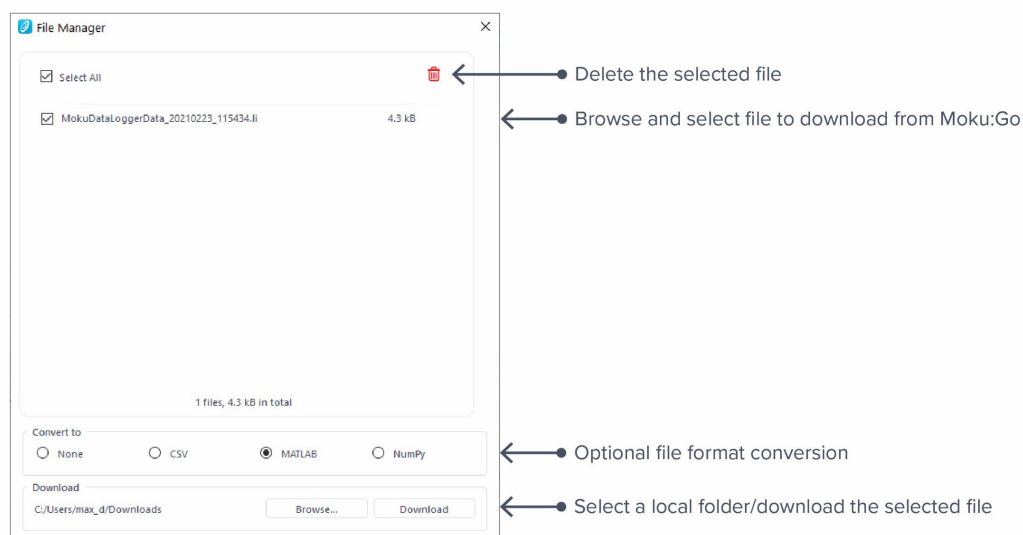 File Manager
Select All
Delete the selected file
MokuDataLoggerData_20210223_115434.li 4.3 kB
Browse and select file to download from Moku:Go
1 files, 4.3 kB in total
Convert to
None CSV MATLAB NumPy
Optional file format conversion
Download
C:/Users/max_d/Downloads Browse... Download
Select a local folder/download the selected file